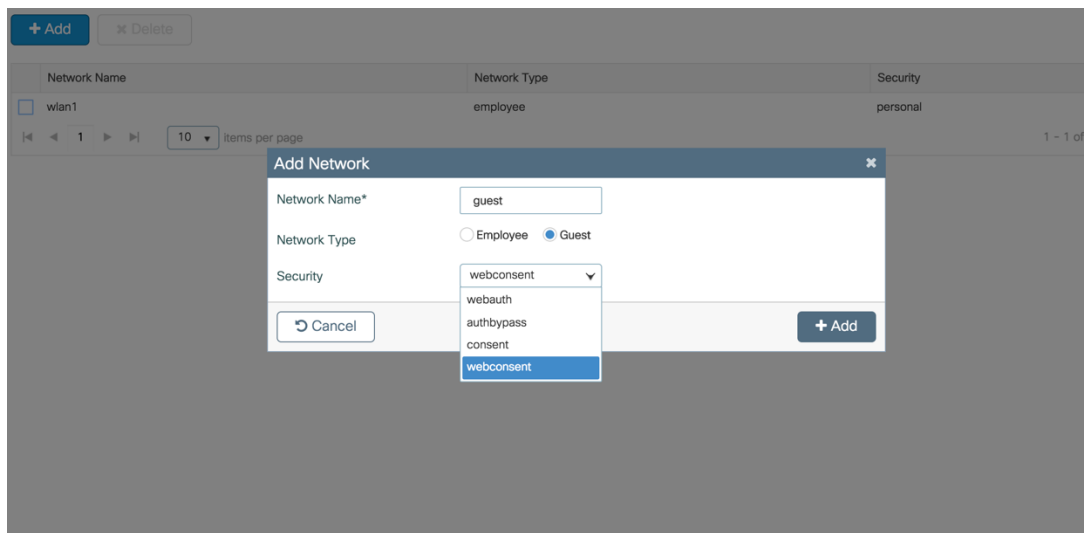 Add Delete
Network Name Network Type Security
wlan1 employee personal
1 10 items per page 1 - 1 of
Add Network
Network Name* guest
Network Type Employee Guest
Security webconsent
webauth
authbypass
consent
webconsent
Cancel Add